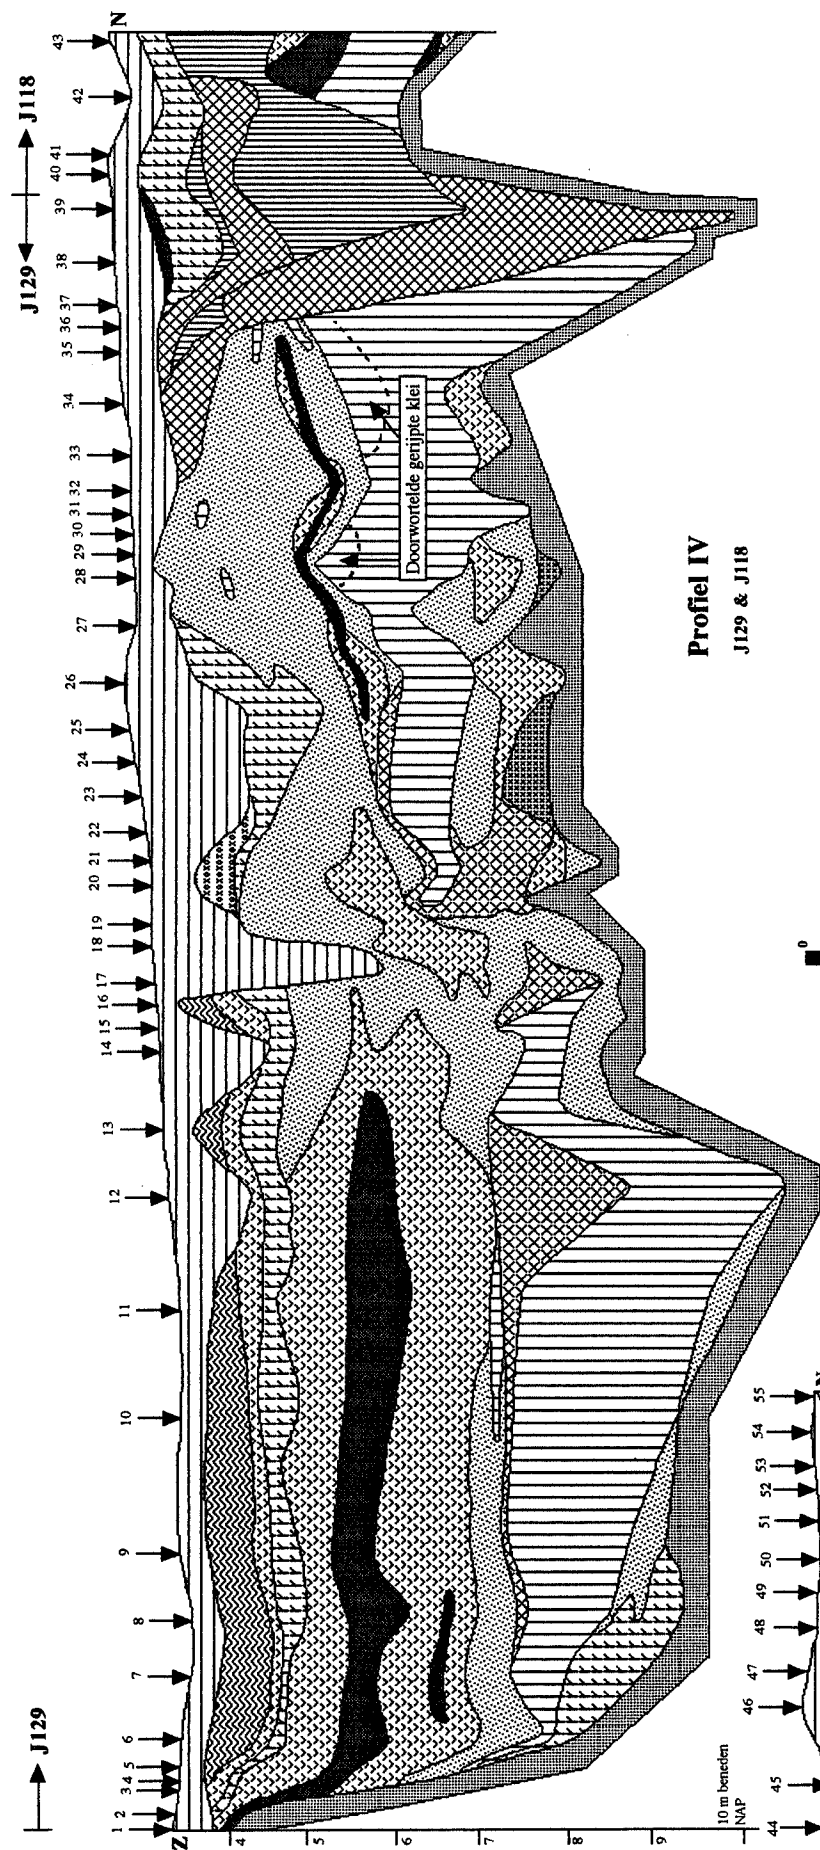 J129
J129
J118
Z
N
1 2 3 4 5 6 7 8 9 10 11 12 13 14 15 16 17 18 19 20 21 22 23 24 25 26 27 28 29 30 31 32 33 34 35 36 37 38 39 40 41 42 43
4
5
6
7
8
9
10 m beneden
NAP
Doorwortelde gerijpte klei
Profiel IV
J129 & J118
0
44 45 46 47 48 49 50 51 52 53 54 55